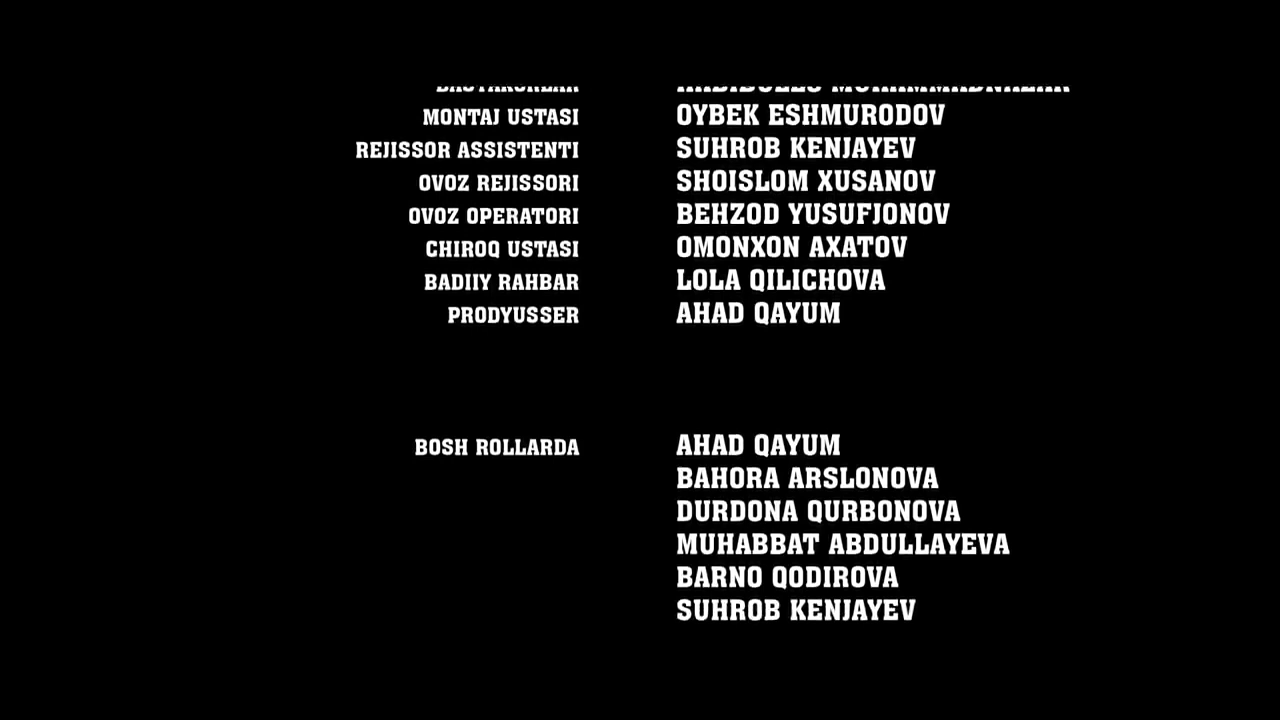 MONTAJ USTASI OYBEK ESHMURODOV
REJISSOR ASSISTENTI SUHROB KENJAYEV
OVOZ REJISSORI SHOISLOM XUSANOV
OVOZ OPERATORI BEHZOD YUSUFJONOV
CHIROQ USTASI OMONXON AXATOV
BADIIY RAHBAR LOLA QILICHOVA
PRODYUSSER AHAD QAYUM
BOSH ROLLARDA AHAD QAYUM
BAHORA ARSLONOVA
DURDONA QURBONOVA
MUHABBAT ABDULLAYEVA
BARNO QODIROVA
SUHROB KENJAYEV